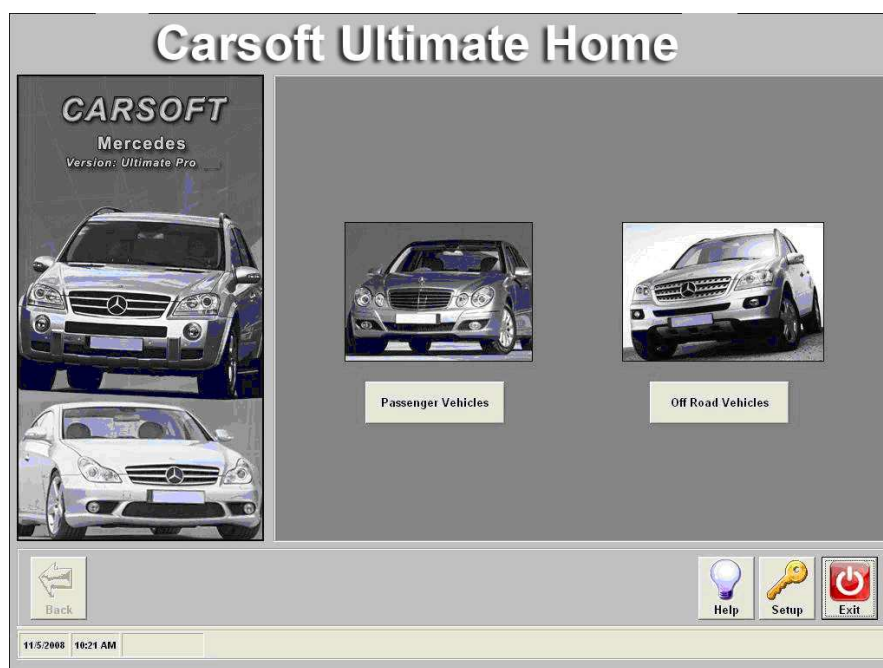 Carsoft Ultimate Home
CARSOFT
Mercedes
Version: Ultimate Pro
Passenger Vehicles
Off Road Vehicles
Back
Help
Setup
Exit
11/5/2008
10:21 AM